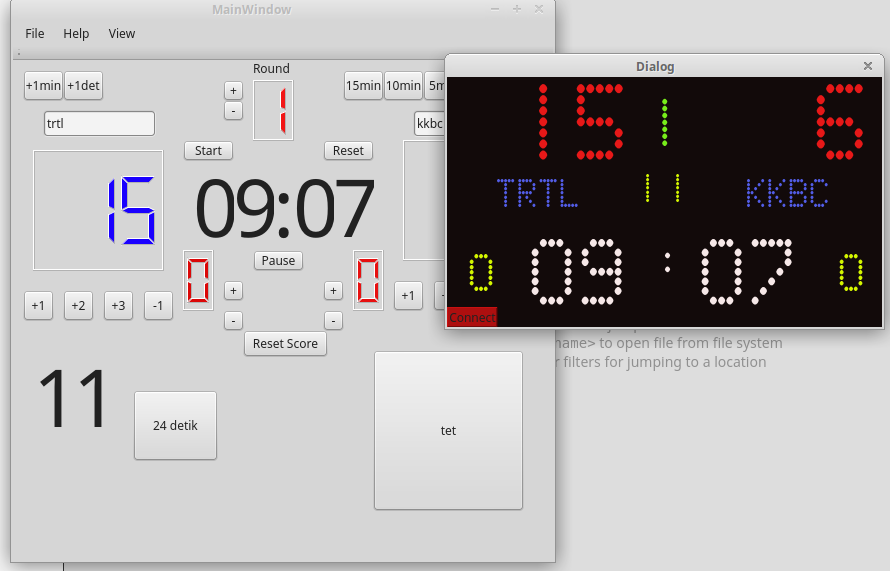 MainWindow
File Help View
+1min +1det
Round
+
-
1
15min 10min 5m
trtl
kkbc
Start
Reset
15
09:07
Pause
0
0
+1 +2 +3 -1
+
-
+
-
+1
Reset Score
11
24 detik
tet
Dialog
15 1 6
TRTL 11 KKBC
0 09:07 0
Connect
name> to open file from file system
filters for jumping to a location